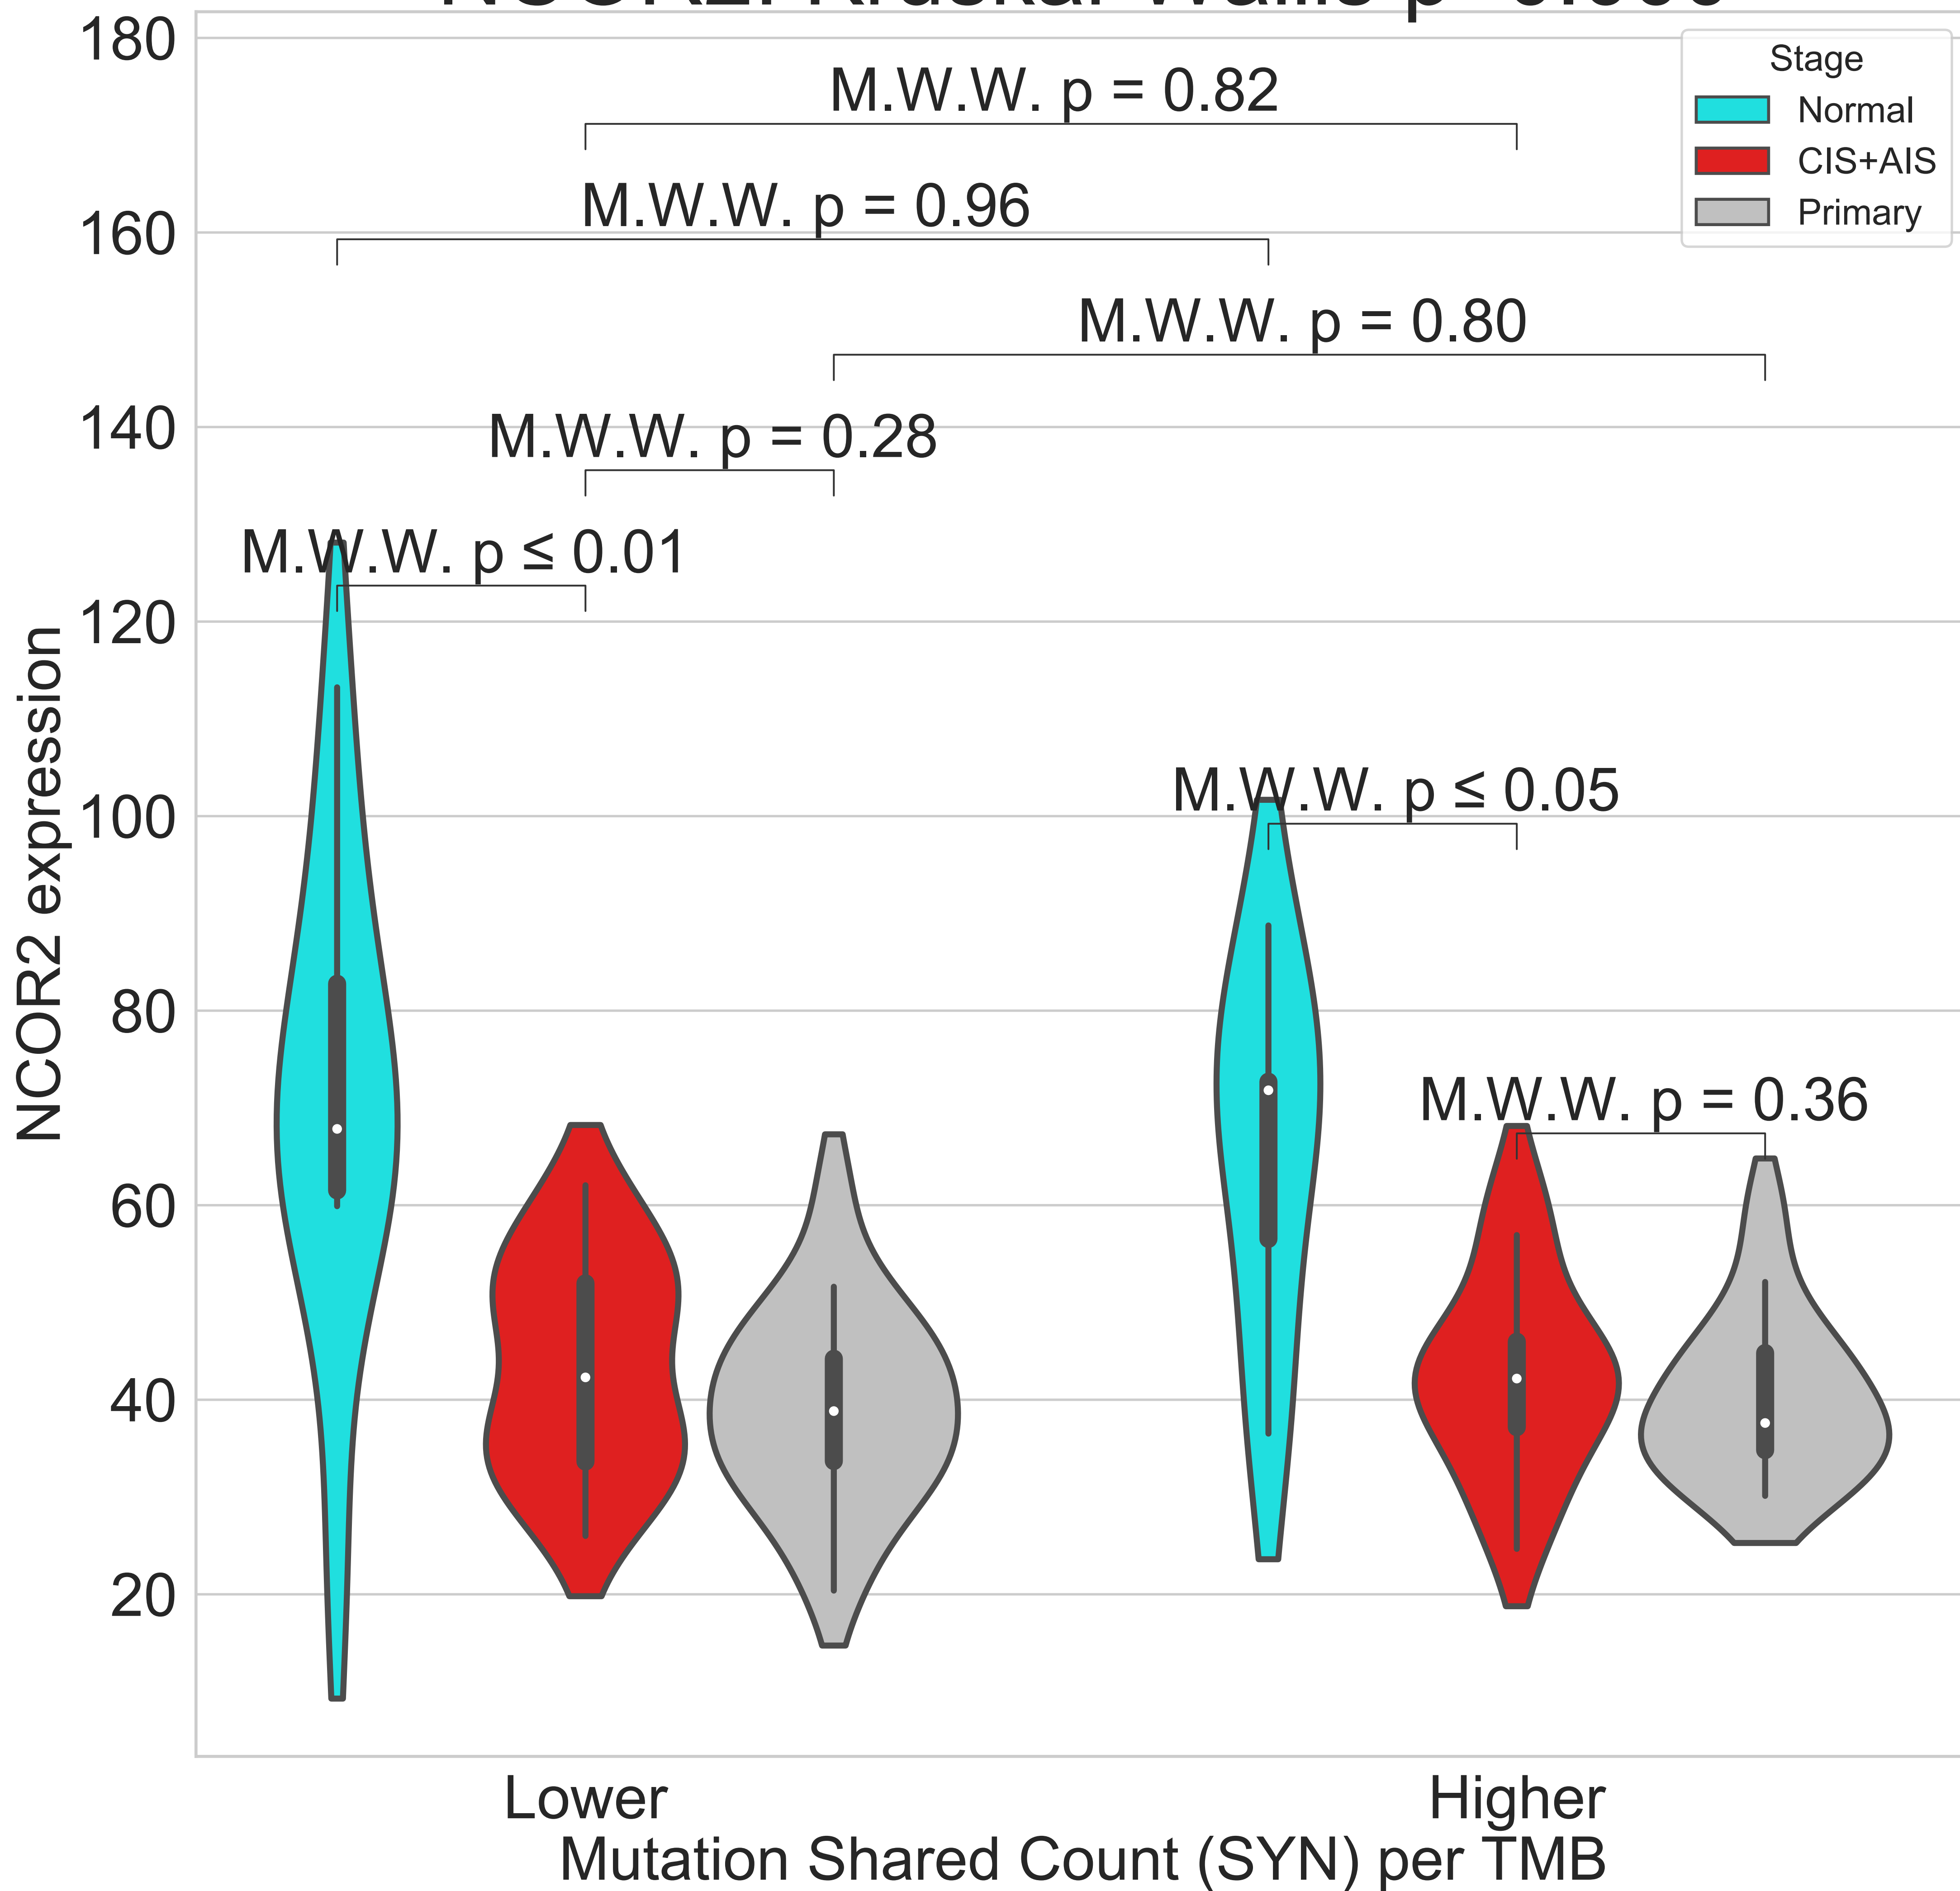 180
Stage
Normal
CIS+AIS
Primary
M.W.W. p = 0.82
M.W.W. p = 0.96
160
M.W.W. p = 0.80
140
M.W.W. p = 0.28
M.W.W. p ≤ 0.01
120
NCOR2 expression
100
M.W.W. p ≤ 0.05
80
M.W.W. p = 0.36
60
40
20
Lower
Higher
Mutation Shared Count (SYN) per TMB